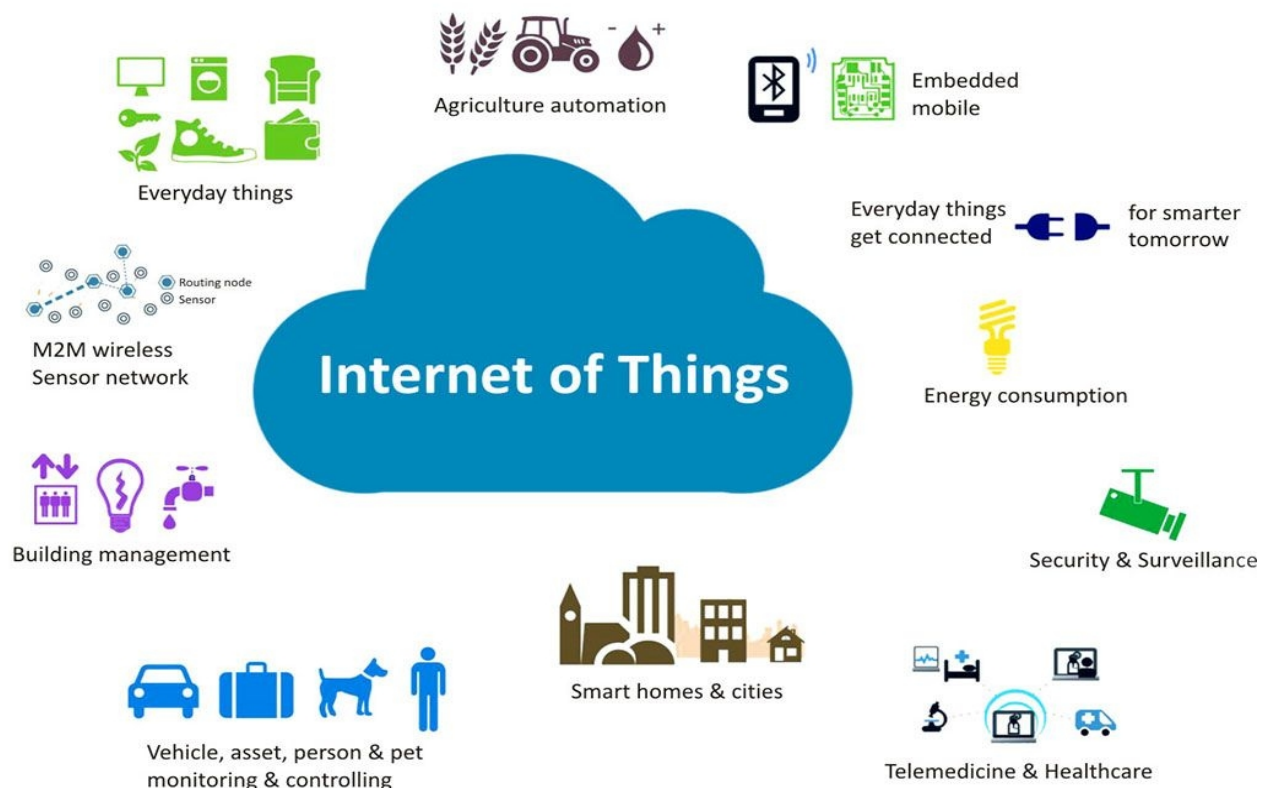 Agriculture automation
Embedded
mobile
Everyday things
Everyday things
get connected
for smarter
tomorrow
Routing node
Sensor
M2M wireless
Sensor network
Internet of Things
Energy consumption
Building management
Security & Surveillance
Smart homes & cities
Vehicle, asset, person & pet
monitoring & controlling
Telemedicine & Healthcare